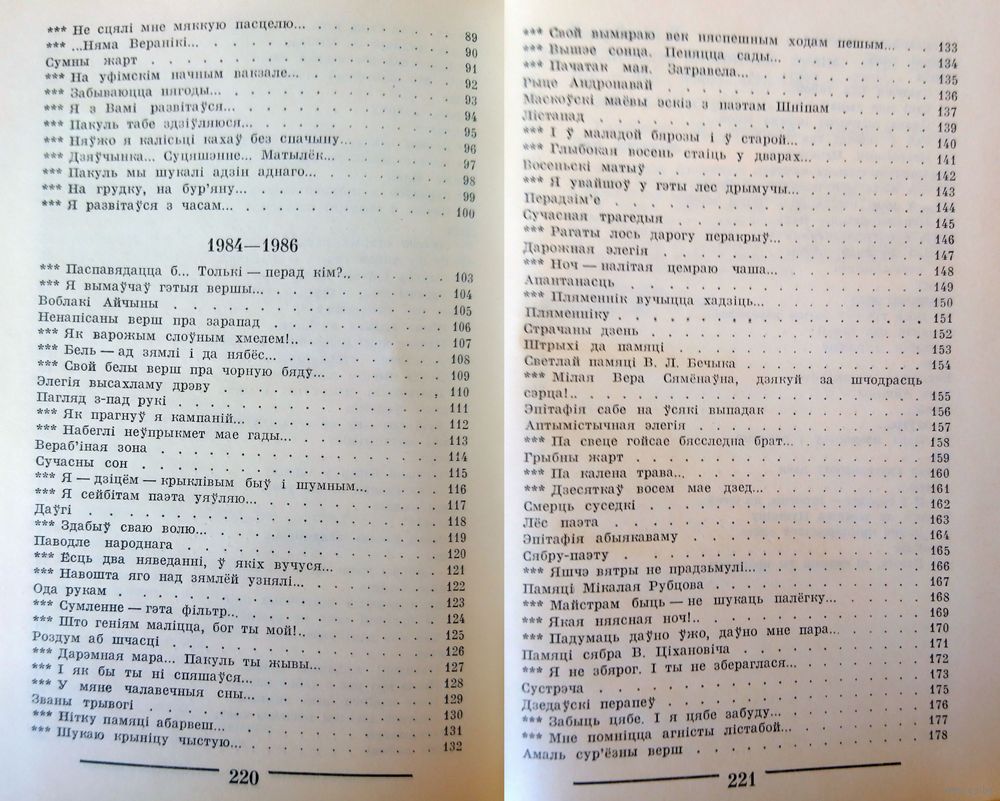 *** Не сцялі мне мяккую пасцелю... 89
*** ...Няма Веранікі... 90
Сумны жарт 91
*** На уфімскім начным вакзале... 92
*** Забываюцца нягоды... 93
*** Я з Вамі развітаўся... 94
*** Пакуль табе здзіўляюся... 95
*** Няўжо я калісьці кахаў без спачыну... 96
*** Дзяўчынка... Суцяшэнне... Матылёк... 97
*** Пакуль мы шукалі адзін аднаго... 98
*** На грудку, на бур’яну... 99
*** Я развітаўся з часам... 100
1984—1986
*** Паспавядацца б... Толькі — перад кім?.. 103
*** Я вымаўчаў гэтыя вершы... 104
Воблакі Айчыны 105
Ненапісаны верш пра зарапад 106
*** Як варожым слоўным хмелем!.. 107
*** Бель — ад зямлі і да нябёс... 108
*** Свой белы верш пра чорную бяду... 109
Элегія высахламу дрэву 110
Пагляд з-пад рукі 111
*** Як прагнуў я кампаній... 112
*** Набеглі неўпрыкмет мае гады... 113
Вераб’іная зона 114
Сучасны сон 115
*** Я — дзіцём — крыклівым быў і шумным... 116
*** Я сейбітам паэта уяўляю... 117
Даўгі 118
*** Здабыў сваю волю... 119
Паводле народнага 120
*** Ёсць два няведанні, ў якіх вучуся... 121
*** Навошта яго над зямлёй узнялі... 122
Ода рукам 123
*** Сумленне — гэта фільтр... 124
*** Што геніям маліцца, бог ты мой!.. 125
Роздум аб шчасці 126
*** Дарэмная мара... Пакуль ты жывы... 127
*** І як бы ты ні спяшаўся... 128
*** У мяне чалавечныя сны... 129
Званы трывогі 130
*** Нітку памяці абарвеш... 131
*** Шукаю крыніцу чыстую... 132
220
*** Свой вымяраю век няспешным ходам пешым... 133
*** Вышэе сонца. Пеняцца сады... 134
*** Пачатак мая. Затравела... 135
Рыце Андропавай 136
Маскоўскі маёвы эскіз з паэтам Шніпам 137
Лістапад 139
*** І ў маладой бярозы і ў старой... 140
*** Глыбокая восень стаіць у дварах... 141
Восеньскі матыў 142
*** Я увайшоў у гэты лес дрымучы... 143
Перадзім’е 144
Сучасная трагедыя 145
*** Рагаты лось дарогу перакрыў... 146
Дарожная элегія 147
*** Ноч — налітая цемраю чаша... 148
Апантанасць 149
*** Пляменнік вучыцца хадзіць... 150
Пляменніку 151
Страчаны дзень 152
Штрыхі да памяці 153
Светлай памяці В. Л. Бечыка 154
*** Мілая Вера Сямёнаўна, дзякуй за шчодрасць
сэрца!.. 155
Эпітафія сабе на ўсякі выпадак 156
Антымістычная элегія 157
*** Па свеце гойсае бясследна брат... 158
Грыбны жарт 159
*** Па калена трава... 160
*** Дзесяткаў восем мае дзед... 161
Смерць суседкі 162
Лёс паэта 163
Эпітафія абыякаваму 164
Сябру-паэту 165
*** Яшчэ вятры не прадзьмулі... 166
Памяці Мікалая Рубцова 167
*** Майстрам быць — не шукаць палёгку... 168
*** Якая няясная ноч!.. 169
*** Падумаць даўно ўжо, даўно мне пара... 170
Памяці сябра В. Ціхановіча 171
*** Я не збярог. І ты не зберагла­ся... 172
Сустрэча 173
Дзедаўскі перапеў 175
*** Забыць цябе. І я цябе забуду... 176
*** Мне помніцца агністы лістабой... 177
Амаль сур’ёзны верш 178
221